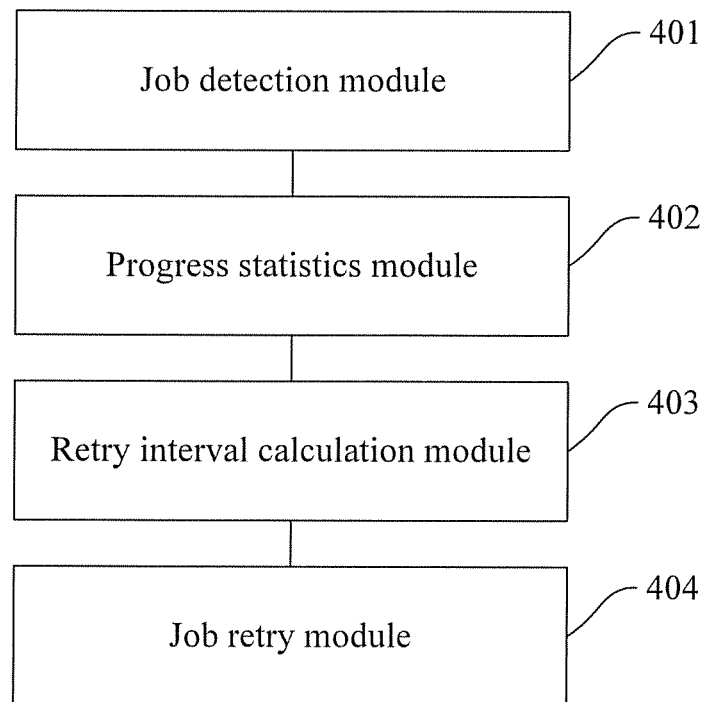 401
Job detection module
402
Progress statistics module
403
Retry interval calculation module
404
Job retry module